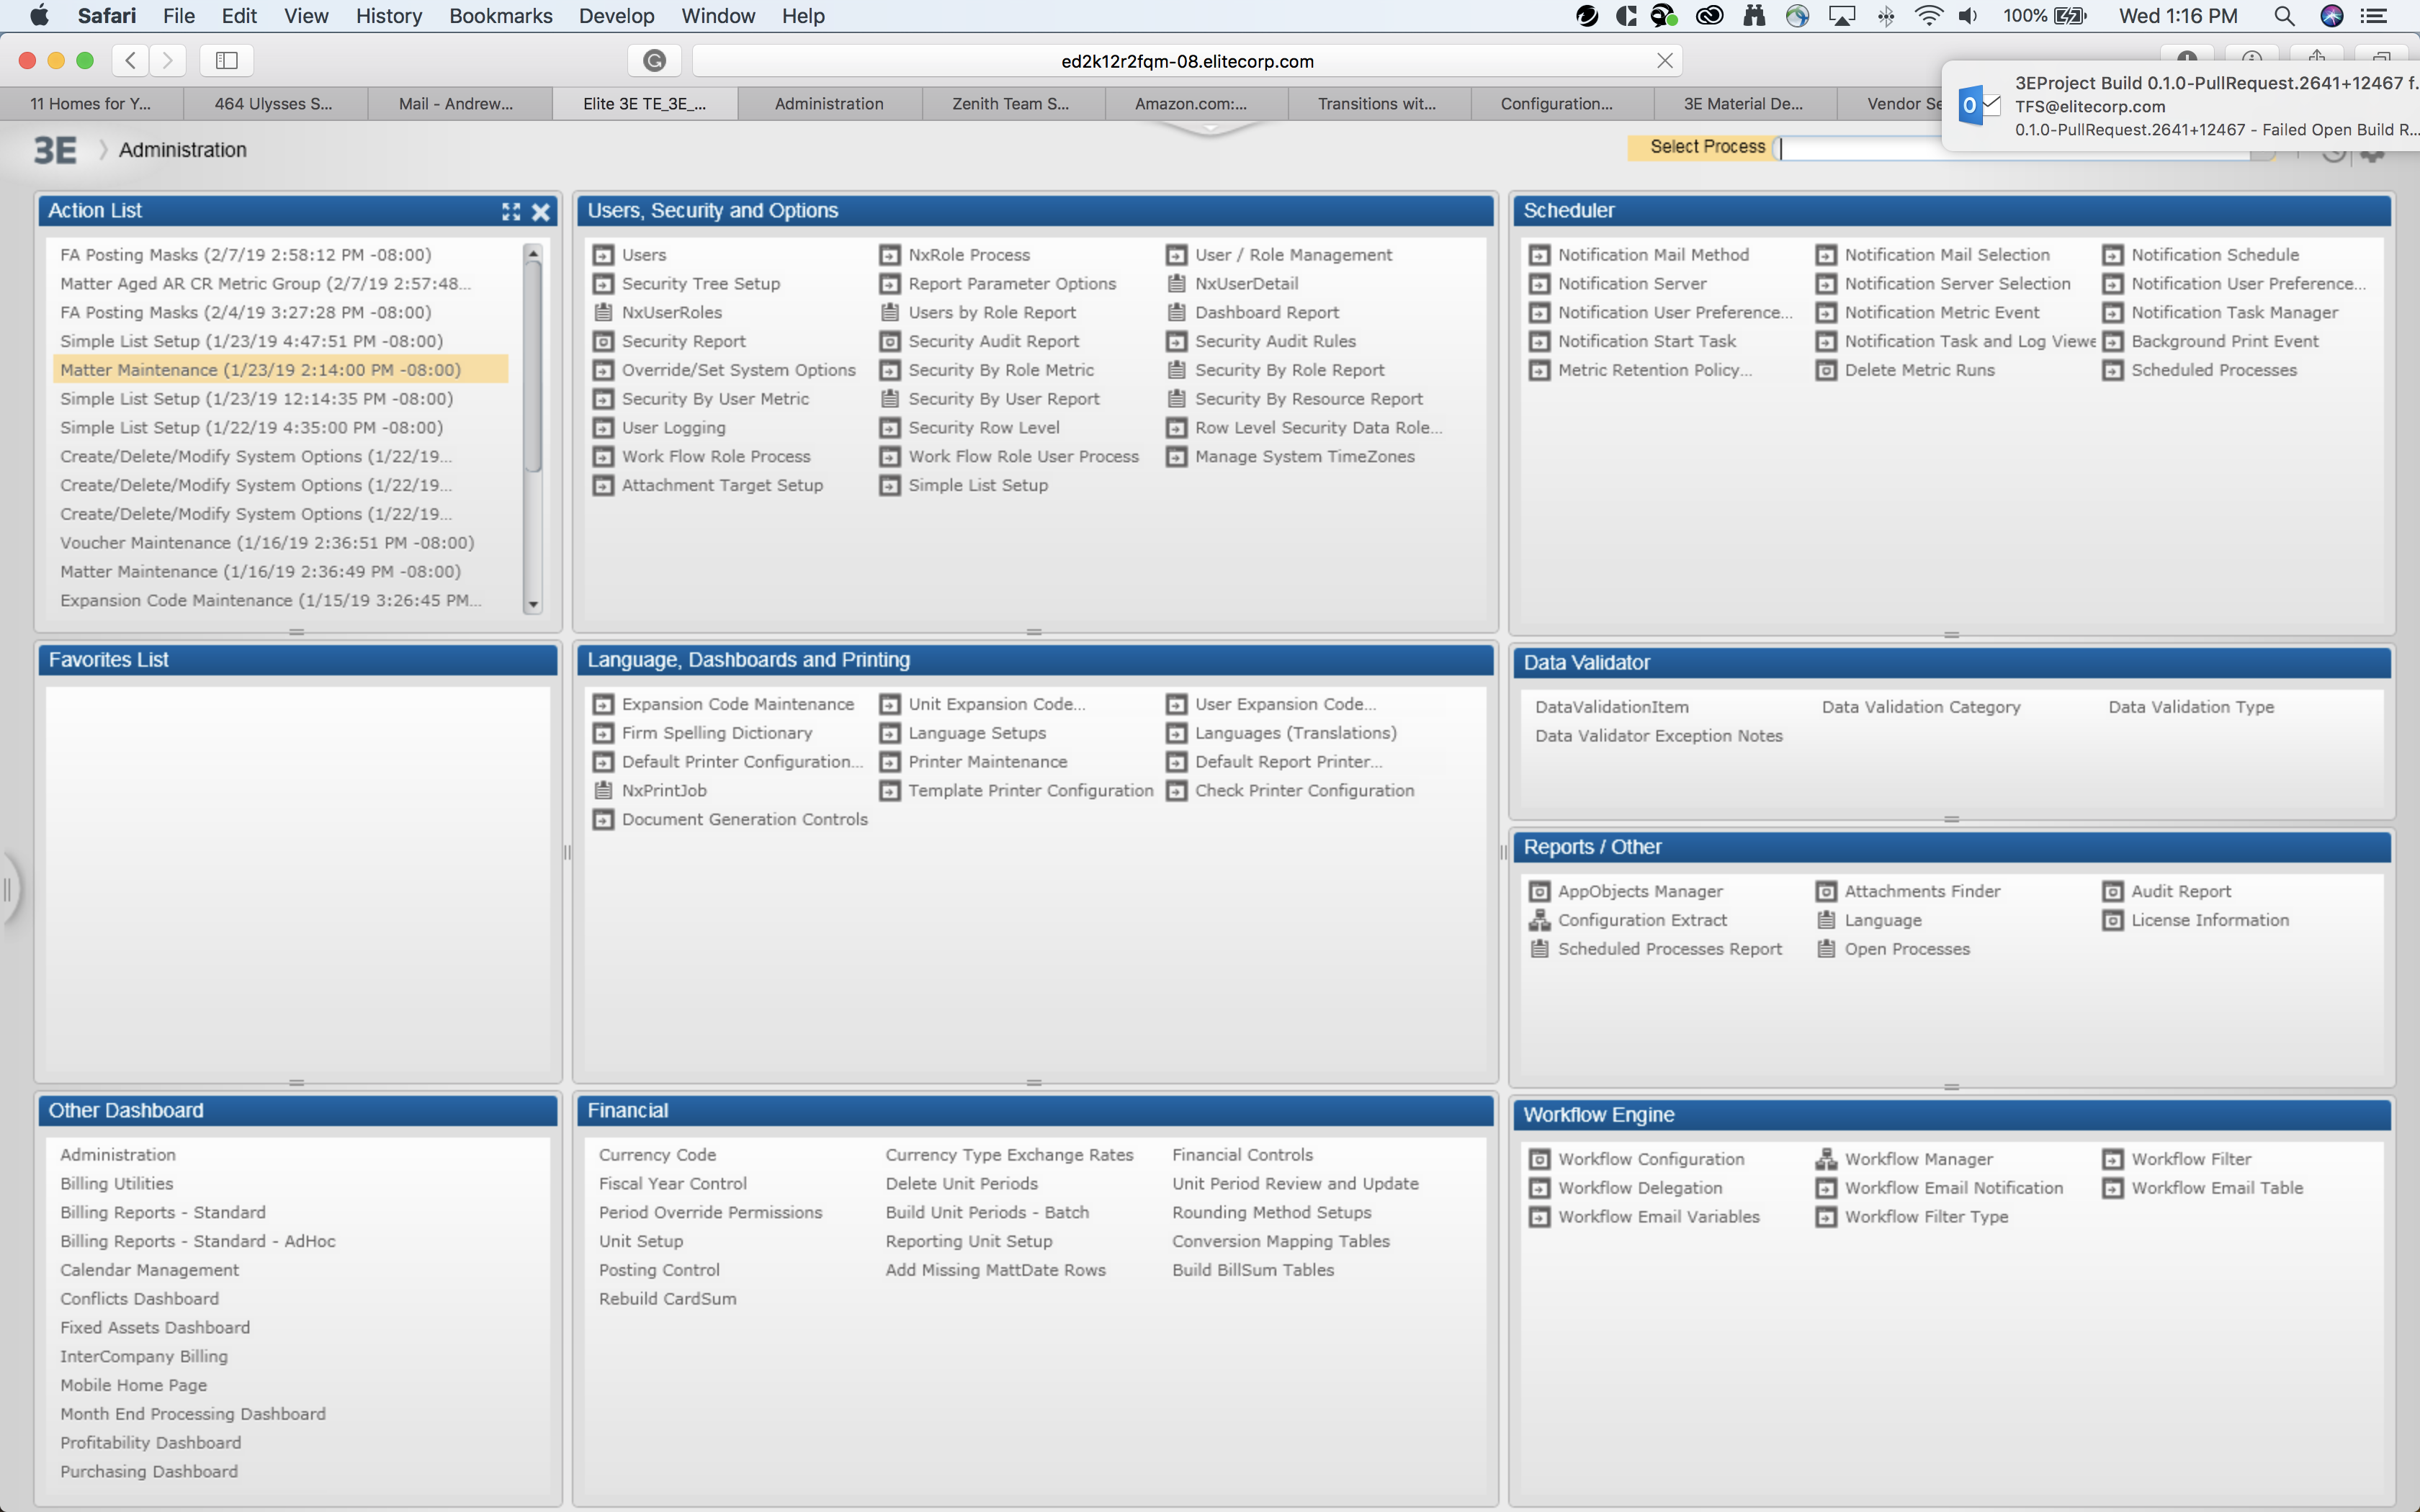 Safari File Edit View History Bookmarks Develop Window Help 100% Wed 1:16 PM
ed2k12r2fqm-08.elitecorp.com
11 Homes for Y... 464 Ulysses S... Mail - Andrew... Elite 3E TE_3E_... Administration Zenith Team S... Amazon.com:... Transitions wit... Configuration... 3E Material De... Vendor Se
3EProject Build 0.1.0-PullRequest.2641+12467 f...
TFS@elitecorp.com
0.1.0-PullRequest.2641+12467 - Failed Open Build R...
3E Administration
Select Process
Action List
FA Posting Masks (2/7/19 2:58:12 PM -08:00)
Matter Aged AR CR Metric Group (2/7/19 2:57:48...
FA Posting Masks (2/4/19 3:27:28 PM -08:00)
Simple List Setup (1/23/19 4:47:51 PM -08:00)
Matter Maintenance (1/23/19 2:14:00 PM -08:00)
Simple List Setup (1/23/19 12:14:35 PM -08:00)
Simple List Setup (1/22/19 4:35:00 PM -08:00)
Create/Delete/Modify System Options (1/22/19...
Create/Delete/Modify System Options (1/22/19...
Create/Delete/Modify System Options (1/22/19...
Voucher Maintenance (1/16/19 2:36:51 PM -08:00)
Matter Maintenance (1/16/19 2:36:49 PM -08:00)
Expansion Code Maintenance (1/15/19 3:26:45 PM...
Users, Security and Options
Users NxRole Process User / Role Management
Security Tree Setup Report Parameter Options NxUserDetail
NxUserRoles Users by Role Report Dashboard Report
Security Report Security Audit Report Security Audit Rules
Override/Set System Options Security By Role Metric Security By Role Report
Security By User Metric Security By User Report Security By Resource Report
User Logging Security Row Level Row Level Security Data Role...
Work Flow Role Process Work Flow Role User Process Manage System TimeZones
Attachment Target Setup Simple List Setup
Scheduler
Notification Mail Method Notification Mail Selection Notification Schedule
Notification Server Notification Server Selection Notification User Preference...
Notification User Preference... Notification Metric Event Notification Task Manager
Notification Start Task Notification Task and Log Viewe Background Print Event
Metric Retention Policy... Delete Metric Runs Scheduled Processes
Favorites List
Language, Dashboards and Printing
Expansion Code Maintenance Unit Expansion Code... User Expansion Code...
Firm Spelling Dictionary Language Setups Languages (Translations)
Default Printer Configuration... Printer Maintenance Default Report Printer...
NxPrintJob Template Printer Configuration Check Printer Configuration
Document Generation Controls
Data Validator
DataValidationItem Data Validation Category Data Validation Type
Data Validator Exception Notes
Reports / Other
AppObjects Manager Attachments Finder Audit Report
Configuration Extract Language License Information
Scheduled Processes Report Open Processes
Other Dashboard
Administration
Billing Utilities
Billing Reports - Standard
Billing Reports - Standard - AdHoc
Calendar Management
Conflicts Dashboard
Fixed Assets Dashboard
InterCompany Billing
Mobile Home Page
Month End Processing Dashboard
Profitability Dashboard
Purchasing Dashboard
Financial
Currency Code Currency Type Exchange Rates Financial Controls
Fiscal Year Control Delete Unit Periods Unit Period Review and Update
Period Override Permissions Build Unit Periods - Batch Rounding Method Setups
Unit Setup Reporting Unit Setup Conversion Mapping Tables
Posting Control Add Missing MattDate Rows Build BillSum Tables
Rebuild CardSum
Workflow Engine
Workflow Configuration Workflow Manager Workflow Filter
Workflow Delegation Workflow Email Notification Workflow Email Table
Workflow Email Variables Workflow Filter Type